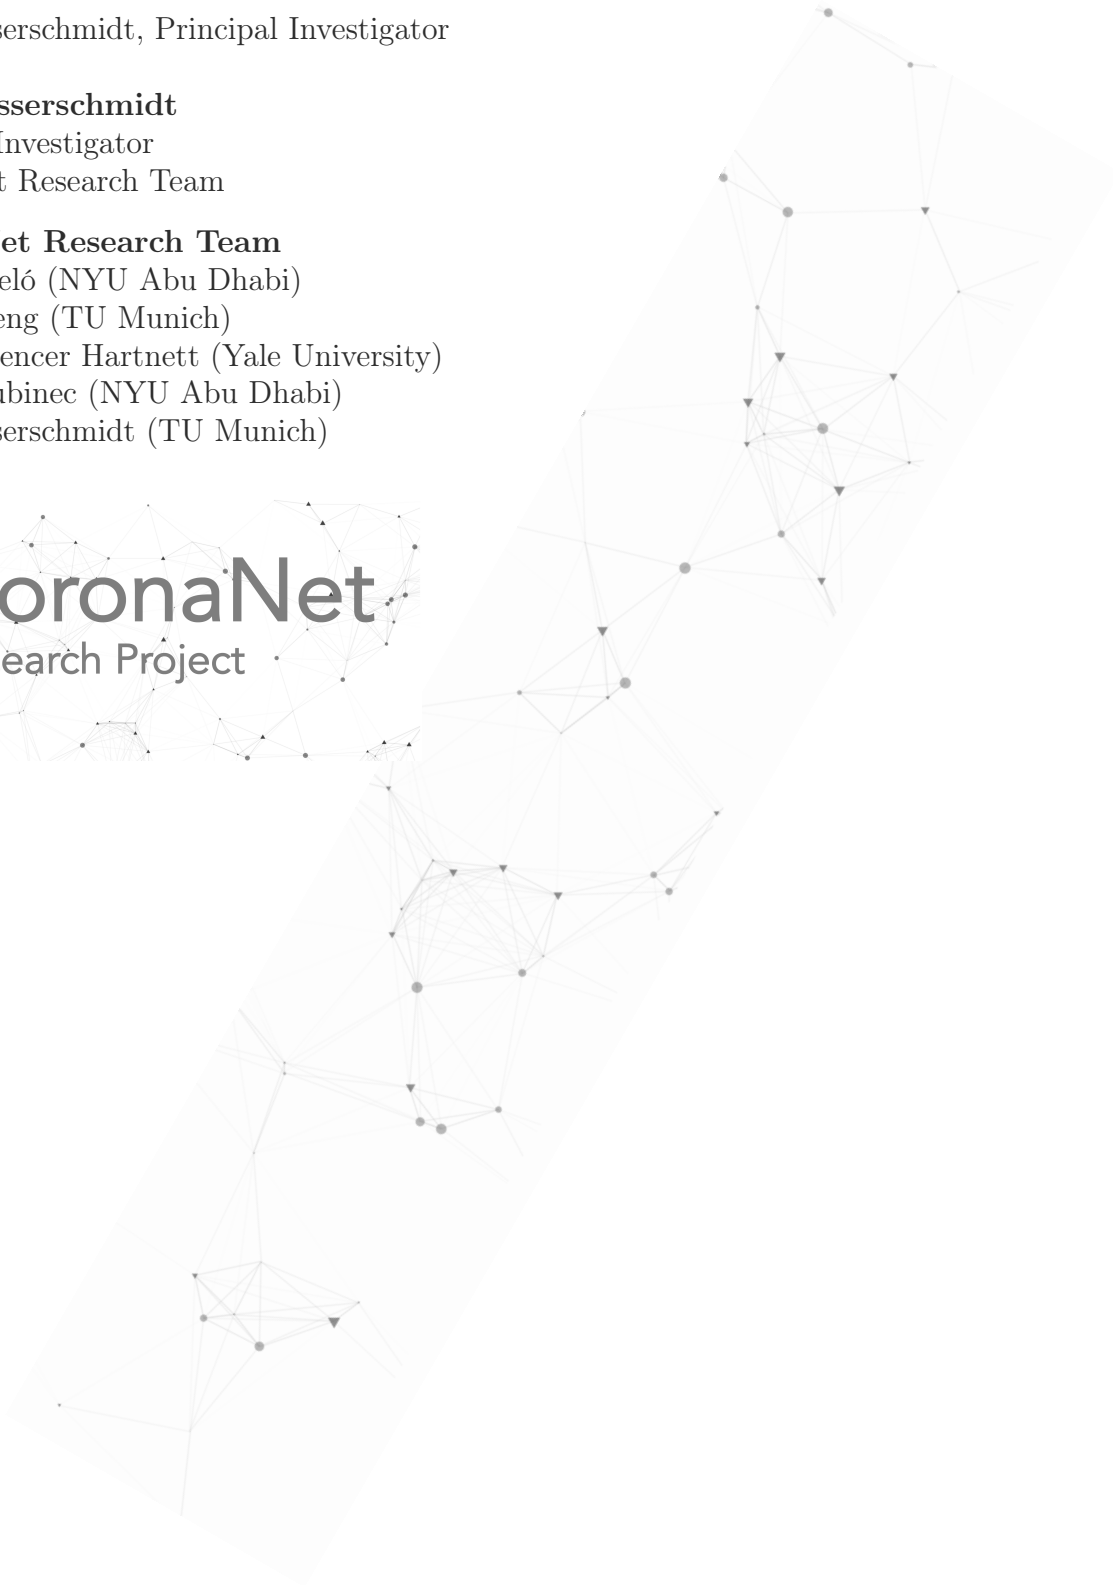 serschmidt, Principal Investigator
sserschmidt
Investigator
t Research Team
et Research Team
eló (NYU Abu Dhabi)
eng (TU Munich)
encer Hartnett (Yale University)
ubinec (NYU Abu Dhabi)
serschmidt (TU Munich)
oronaNet
earch Project